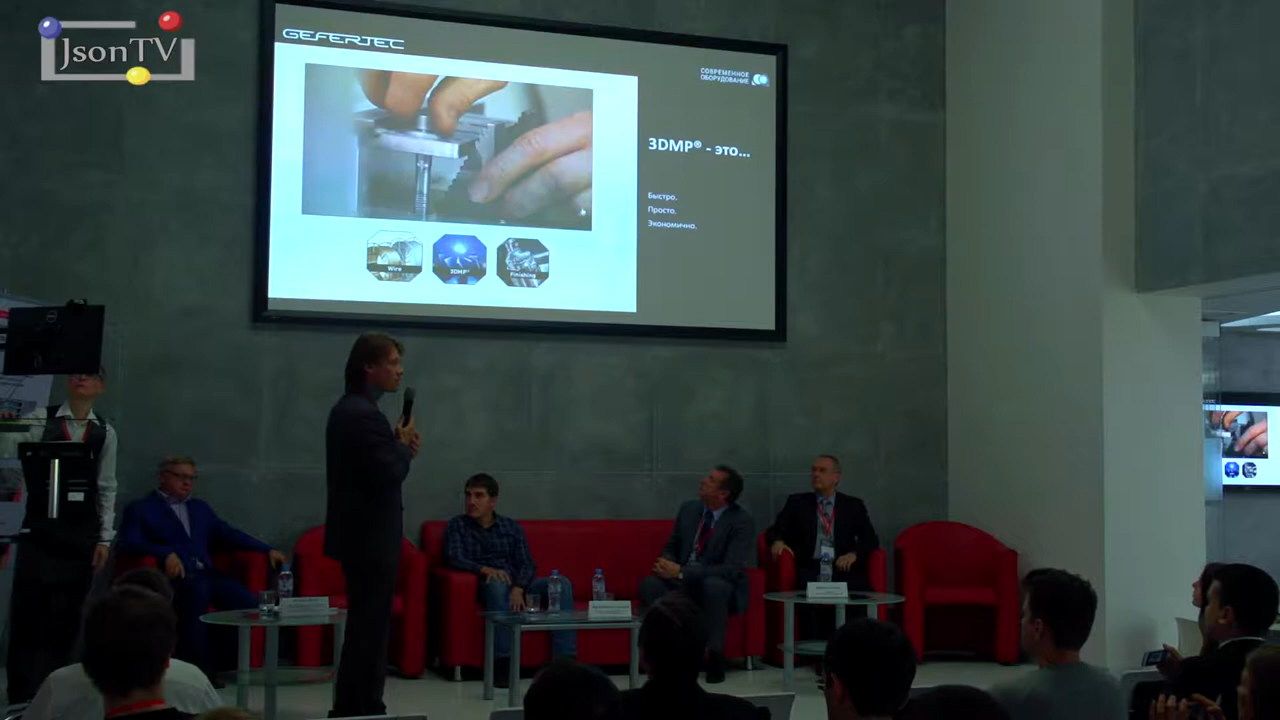 JsonTV
GEFERTEC
СОВРЕМЕННОЕ
ОБОРУДОВАНИЕ
3DMP® - это...
Быстро.
Просто.
Экономично.
Wire
3DMP®
Finishing